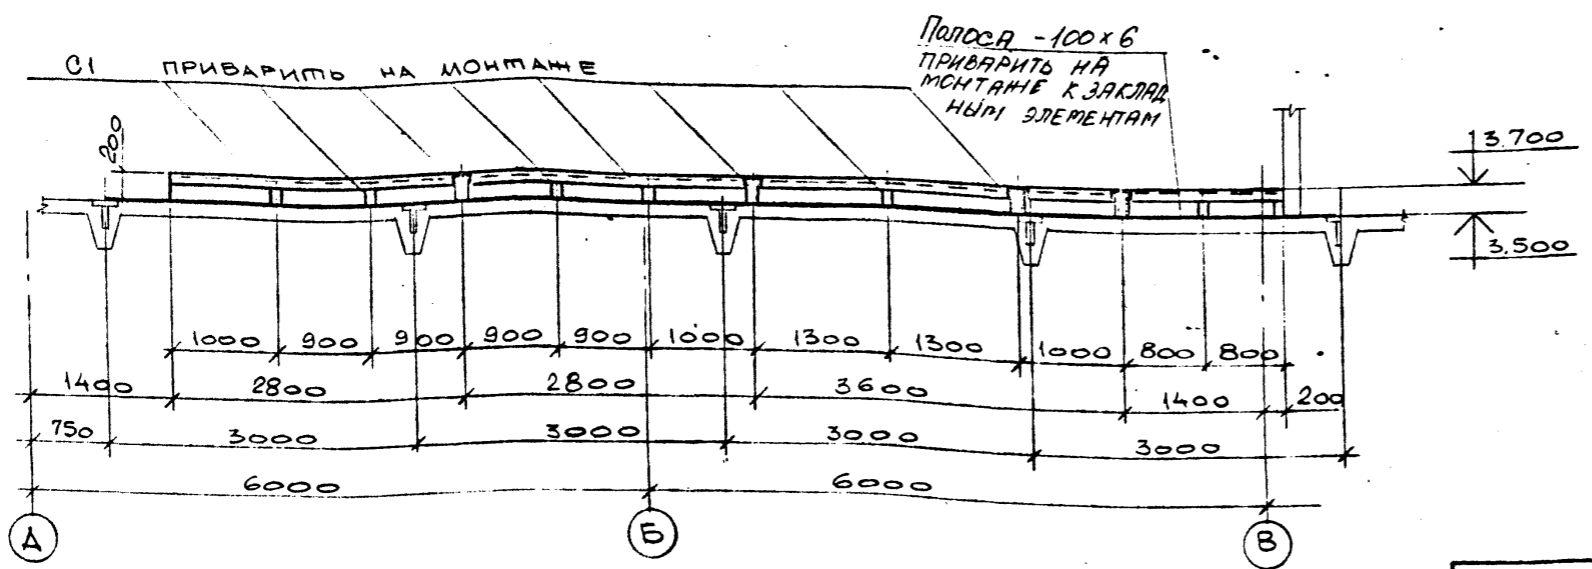 С1 ПРИВАРИТЬ НА МОНТАЖЕ
Полоса -100×6
ПРИВАРИТЬ НА
МОНТАЖЕ К ЗАКЛАД
НЫМ ЭЛЕМЕНТАМ
200
3.700
3.500
1000 900 900 900 900 1000 1300 1300 1000 800 800
1400 2800 2800 3600 1400 200
750 3000 3000 3000 3000
6000 6000
А Б В